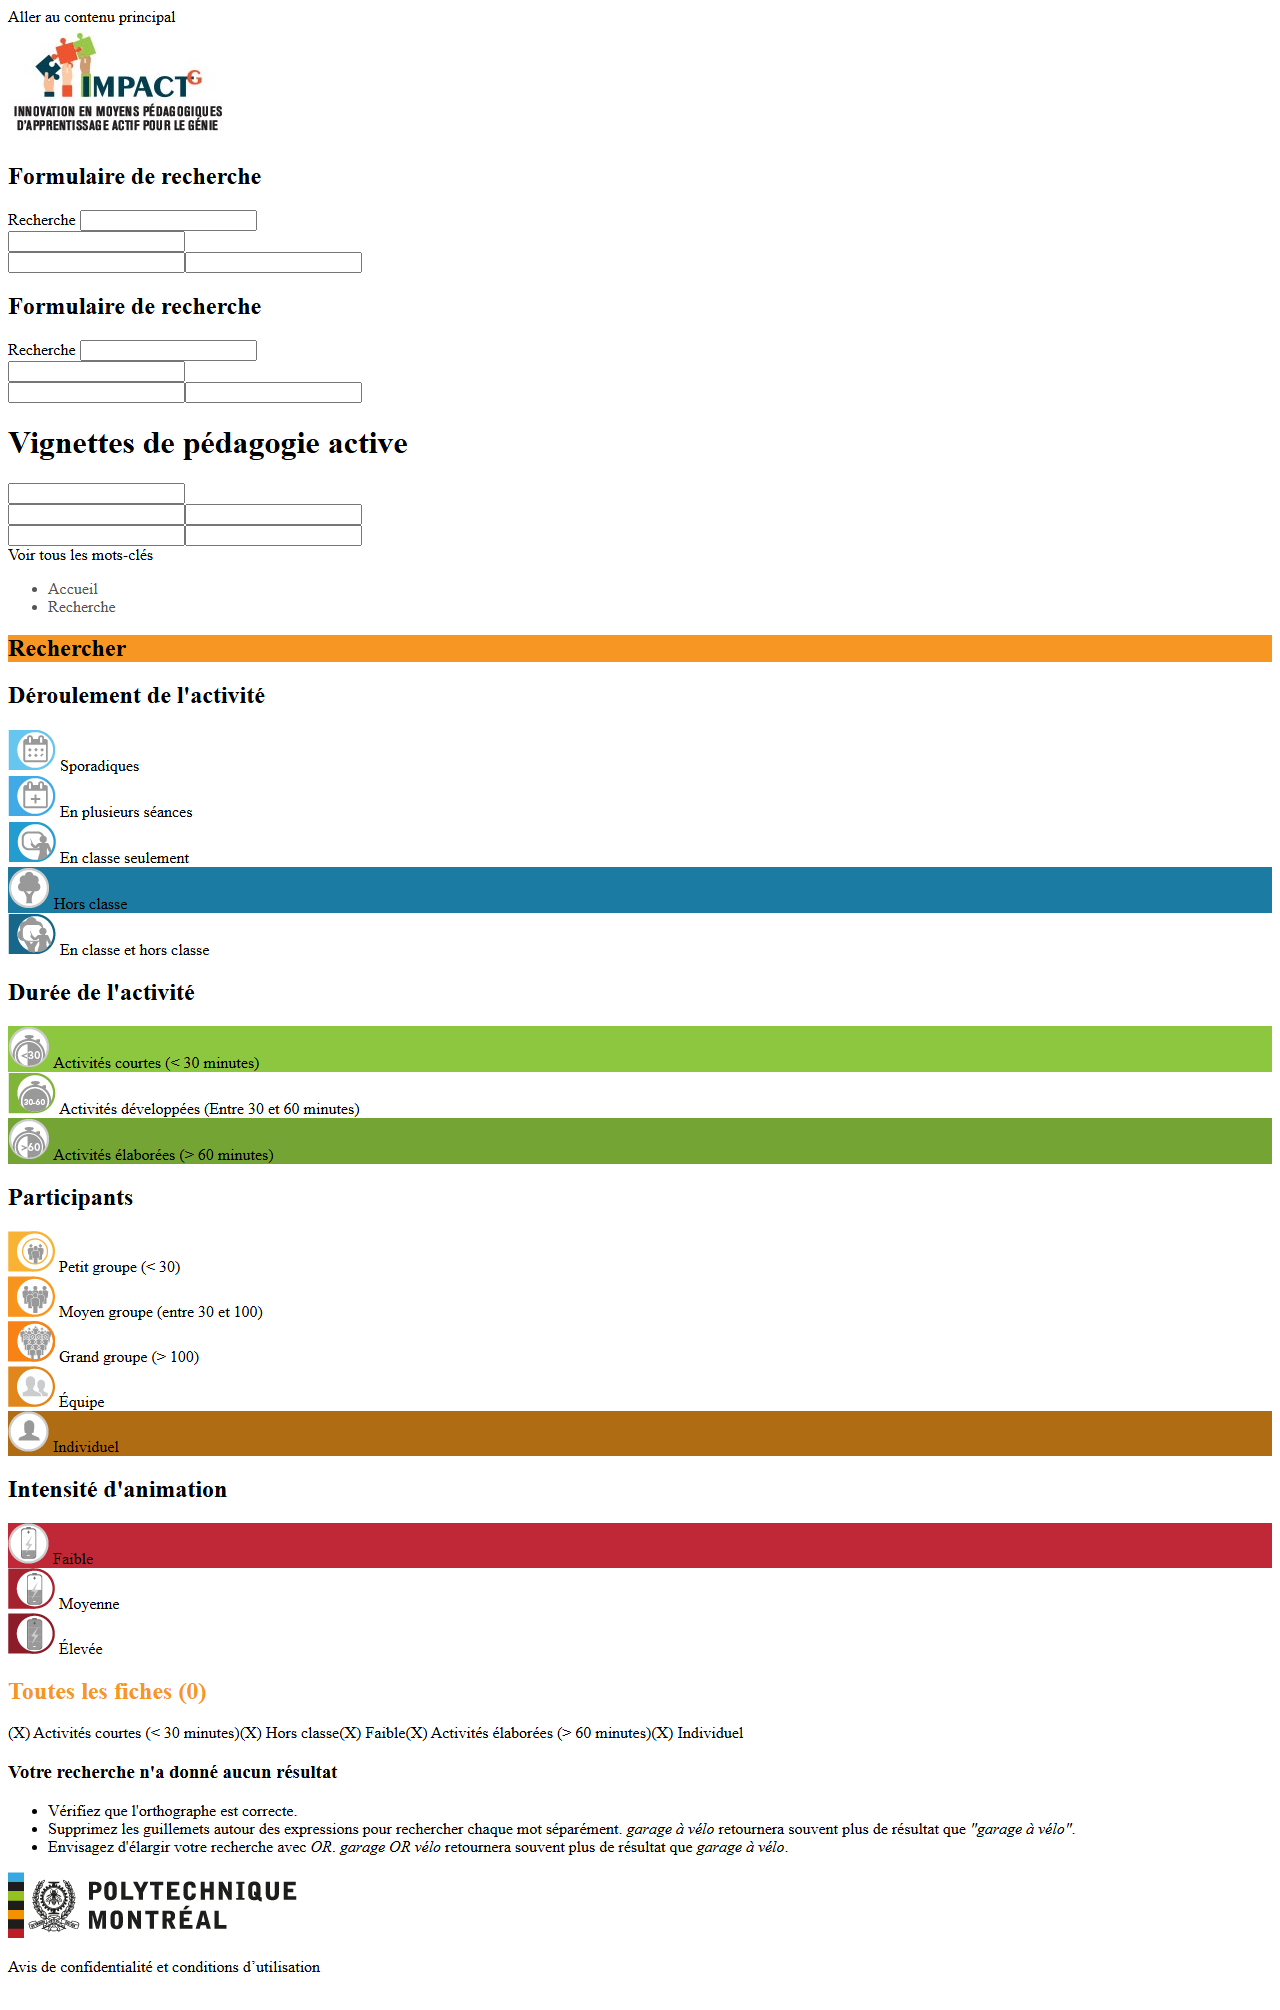 Aller au contenu principal
IMPACTG
INNOVATION EN MOYENS PÉDAGOGIQUES
D'APPRENTISSAGE ACTIF POUR LE GÉNIE
Formulaire de recherche
Recherche
Formulaire de recherche
Recherche
Vignettes de pédagogie active
Voir tous les mots-clés
Accueil
Recherche
Rechercher
Déroulement de l'activité
Sporadiques
En plusieurs séances
En classe seulement
Hors classe
En classe et hors classe
Durée de l'activité
<30 Activités courtes (< 30 minutes)
30-60 Activités développées (Entre 30 et 60 minutes)
>60 Activités élaborées (> 60 minutes)
Participants
Petit groupe (< 30)
Moyen groupe (entre 30 et 100)
Grand groupe (> 100)
Équipe
Individuel
Intensité d'animation
Faible
Moyenne
Élevée
Toutes les fiches (0)
(X) Activités courtes (< 30 minutes)(X) Hors classe(X) Faible(X) Activités élaborées (> 60 minutes)(X) Individuel
Votre recherche n'a donné aucun résultat
Vérifiez que l'orthographe est correcte.
Supprimez les guillemets autour des expressions pour rechercher chaque mot séparément. garage à vélo retournera souvent plus de résultat que "garage à vélo".
Envisagez d'élargir votre recherche avec OR. garage OR vélo retournera souvent plus de résultat que garage à vélo.
POLYTECHNIQUE
MONTRÉAL
Avis de confidentialité et conditions d’utilisation